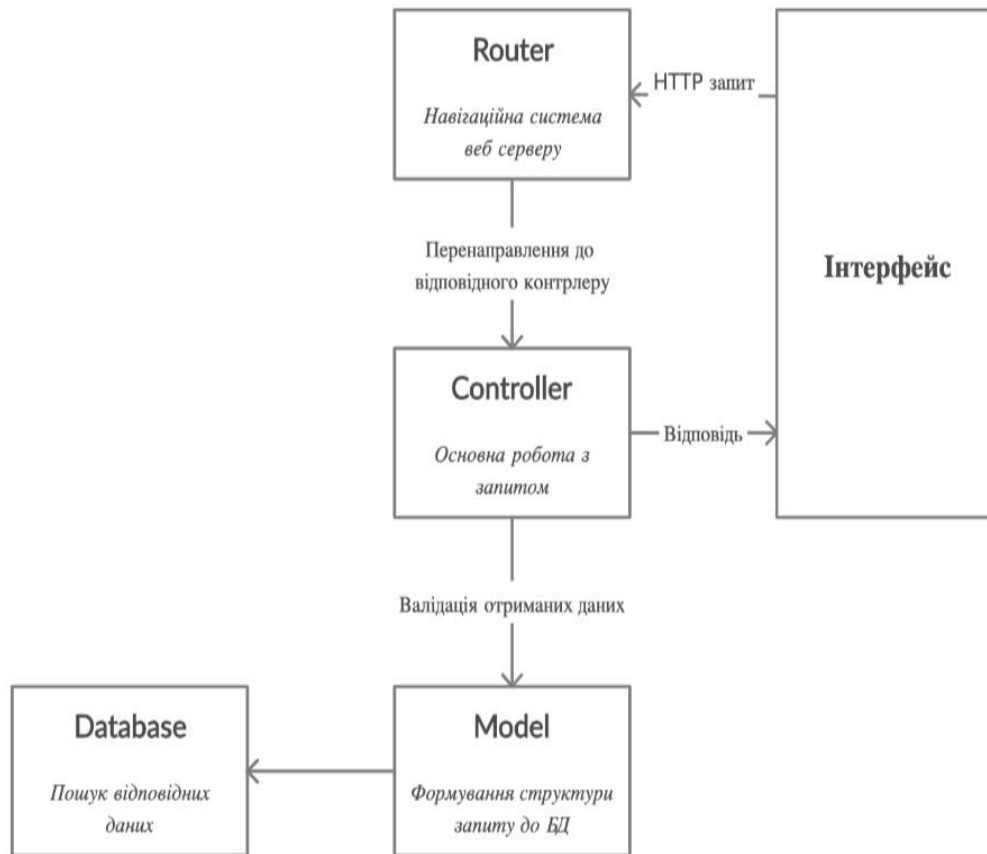 Router
Навігаційна система
веб серверу
HTTP запит
Інтерфейс
Перенаправлення до
відповідного контрлеру
Controller
Основна робота з
запитом
Відповідь
Валідація отриманих даних
Database
Пошук відповідних
даних
Model
Формування структури
запиту до БД